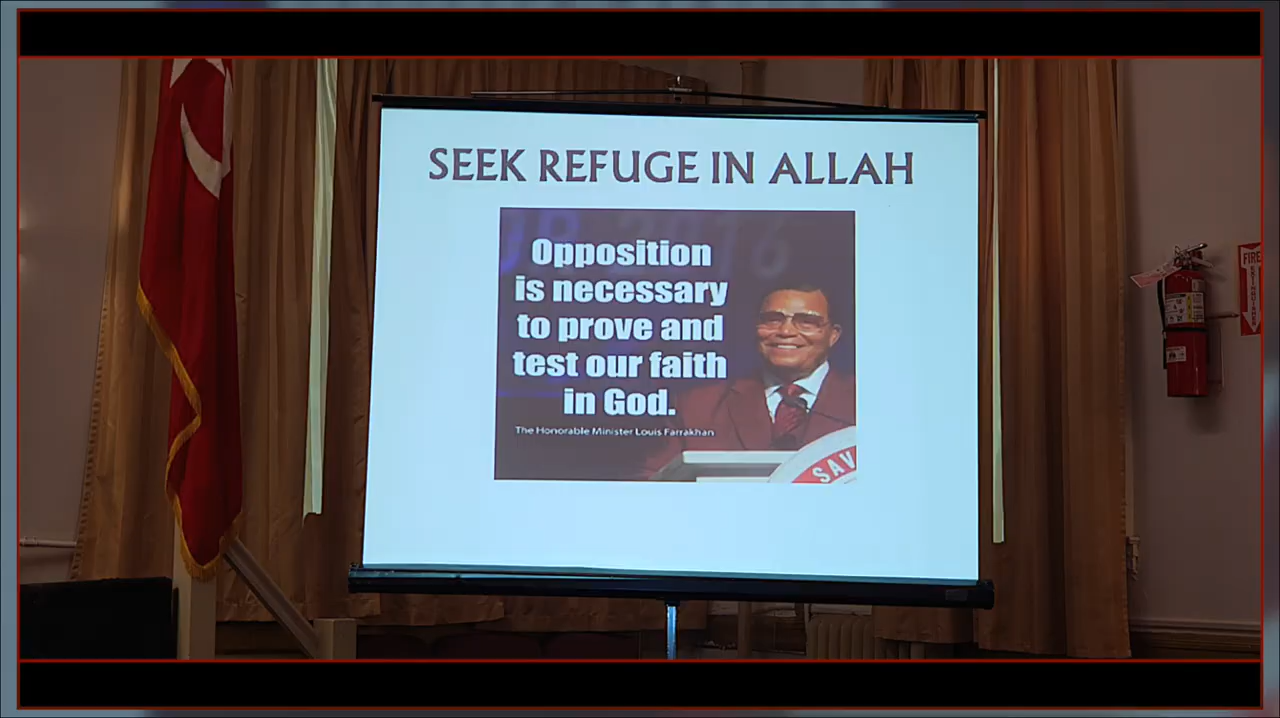 SEEK REFUGE IN ALLAH
Opposition
is necessary
to prove and
test our faith
in God.
The Honorable Minister Louis Farrakhan
SAV
FIRE